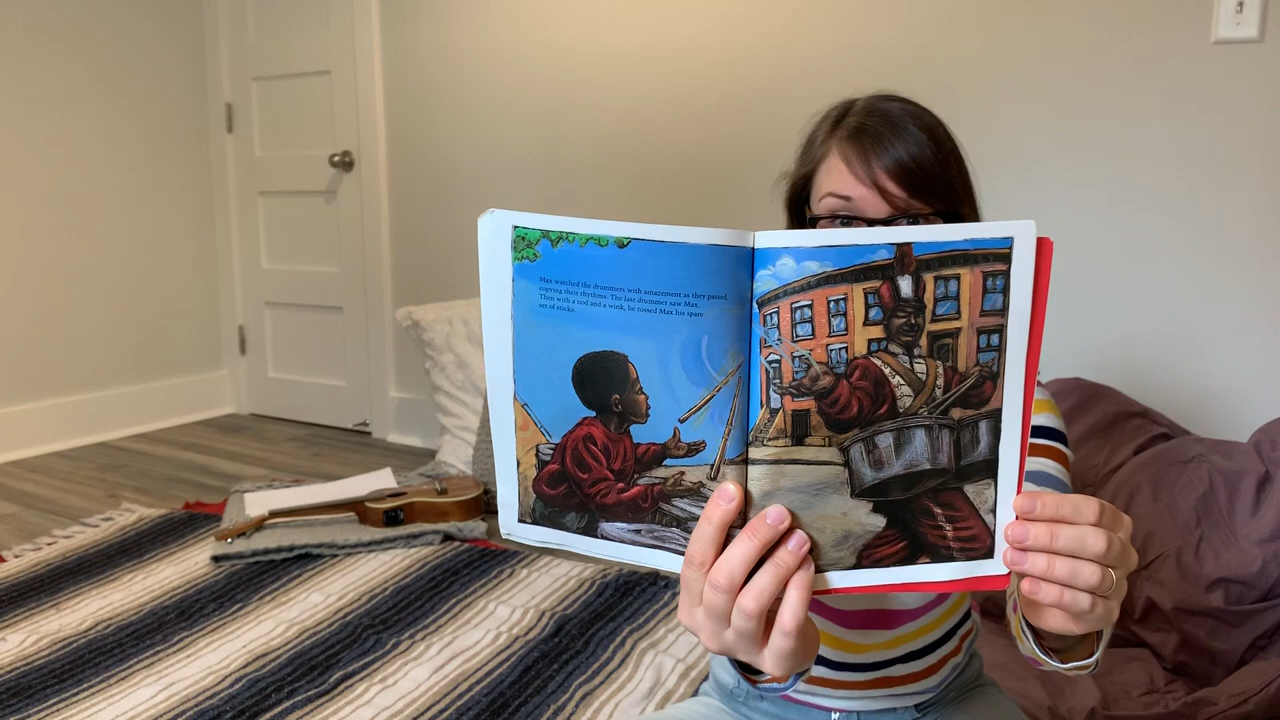 Max watched the drummers with amazement as they passed,
copying their rhythms. The last drummer saw Max.
Then with a nod and a wink, he tossed Max his spare
set of sticks.